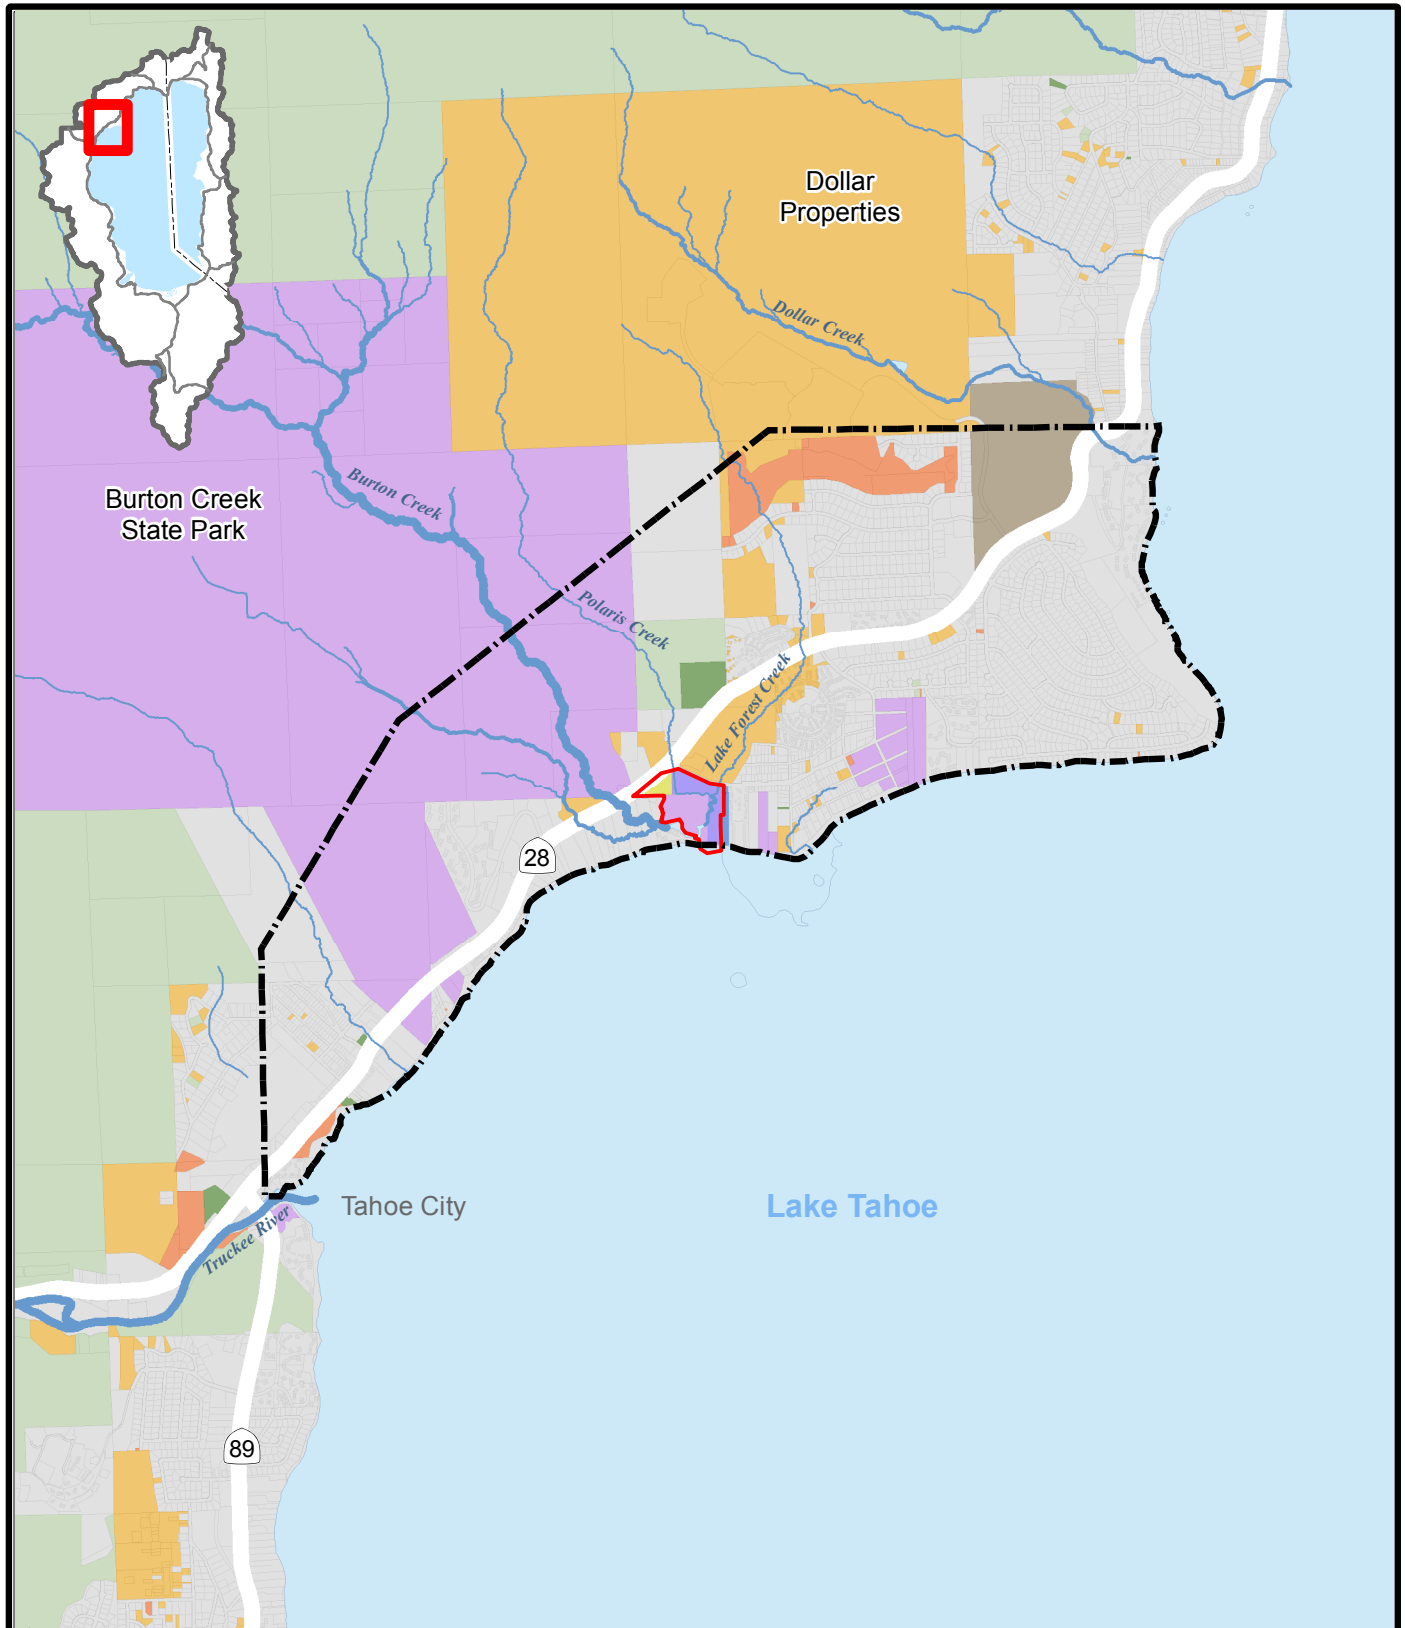 Dollar
Properties
Dollar Creek
Burton Creek
State Park
Burton Creek
Polaris Creek
Lake Forest Creek
28
Tahoe City
Lake Tahoe
Truckee River
89